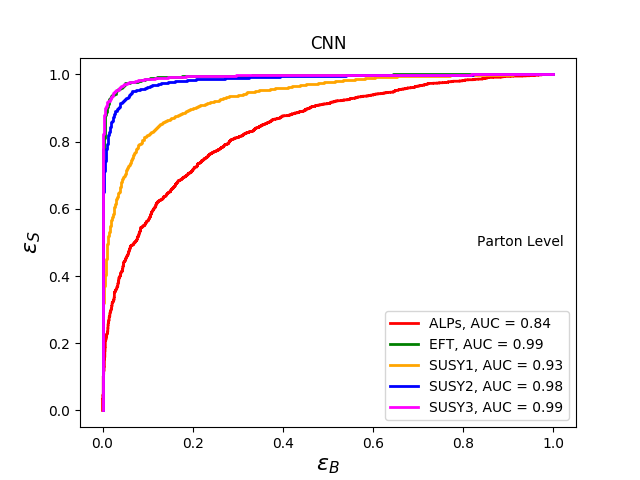 CNN
1.0
0.8
0.6
0.4
0.2
0.0
ε_S
Parton Level
ALPs, AUC = 0.84
EFT, AUC = 0.99
SUSY1, AUC = 0.93
SUSY2, AUC = 0.98
SUSY3, AUC = 0.99
0.0 0.2 0.4 0.6 0.8 1.0
ε_B